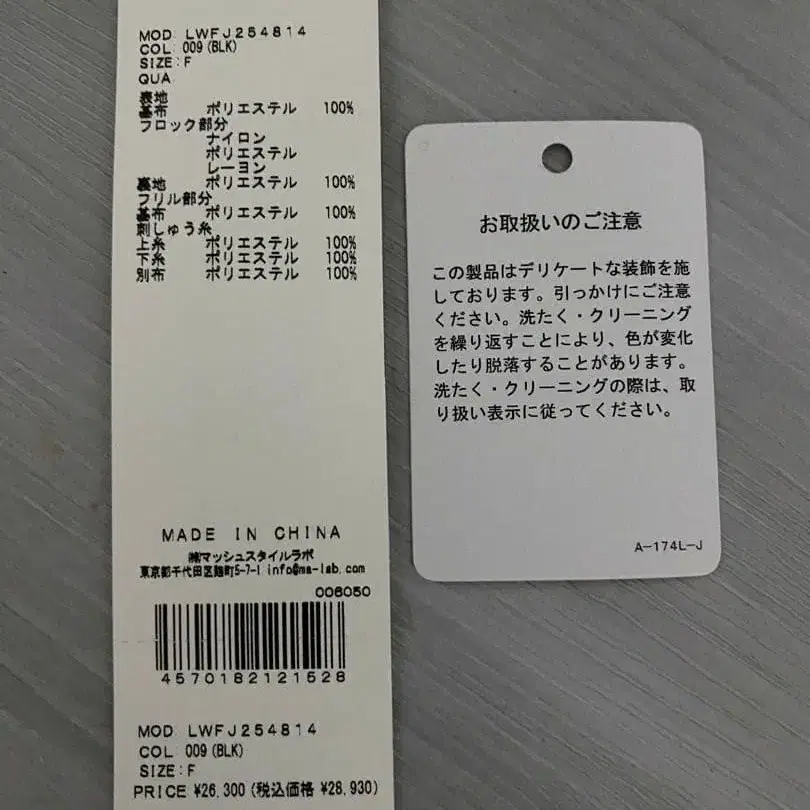 MOD LWFJ254814
COL 009 (BLK)
SIZE:F
QUA
表地
基布 ポリエステル 100%
フロック部分
ナイロン
ポリエステル
レーヨン
裏地 ポリエステル 100%
フリル部分
基布 ポリエステル 100%
刺しゅう糸
上糸 ポリエステル 100%
下糸 ポリエステル 100%
別布 ポリエステル 100%
MADE IN CHINA
㈱マッシュスタイルラボ
東京都千代田区麹町5-7-1 info@ma-lab.com
006050
4570182121528
MOD LWFJ254814
COL 009 (BLK)
SIZE:F
PRICE ¥26,300 (税込価格 ¥28,930)
お取扱いのご注意
この製品はデリケートな装飾を施
しております。引っかけにご注意
ください。洗たく・クリーニング
を繰り返すことにより、色が変化
したり脱落することがあります。
洗たく・クリーニングの際は、取
り扱い表示に従ってください。
A-174L-J